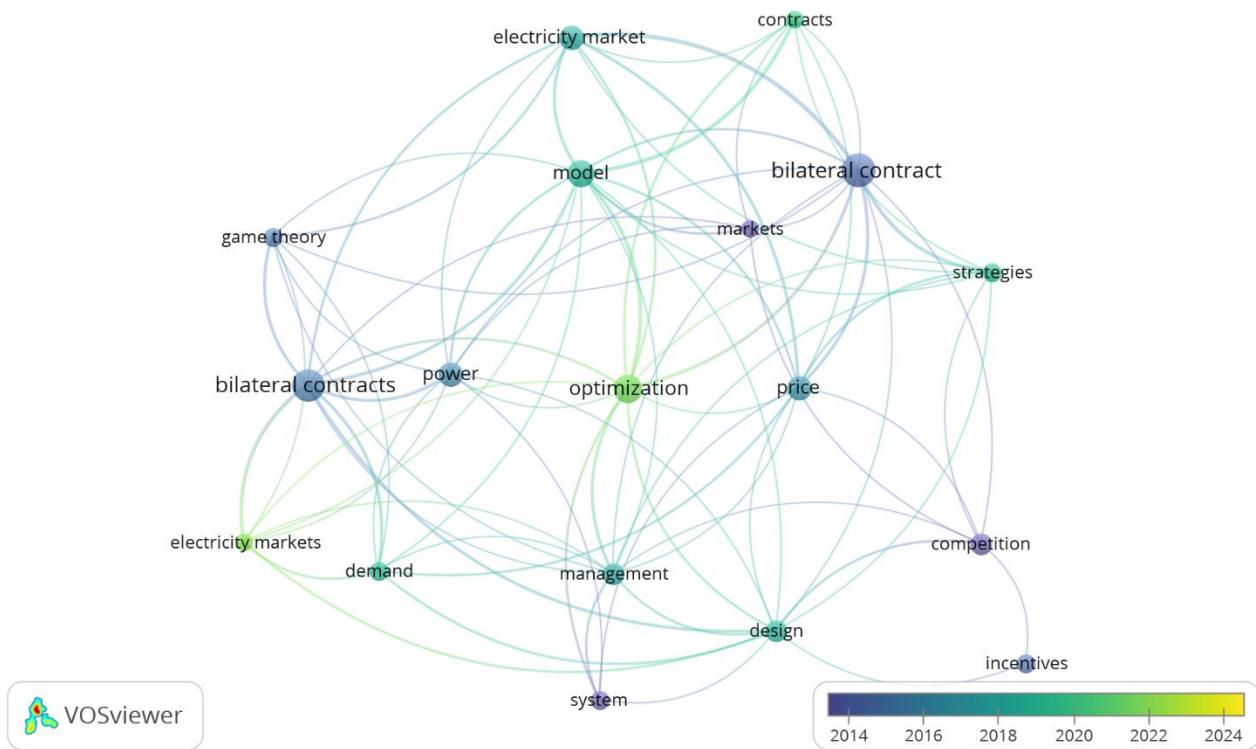 contracts
electricity market
bilateral contract
model
markets
game theory
strategies
power
bilateral contracts
optimization
price
electricity markets
demand
management
competition
design
incentives
system
VOSviewer
2014 2016 2018 2020 2022 2024